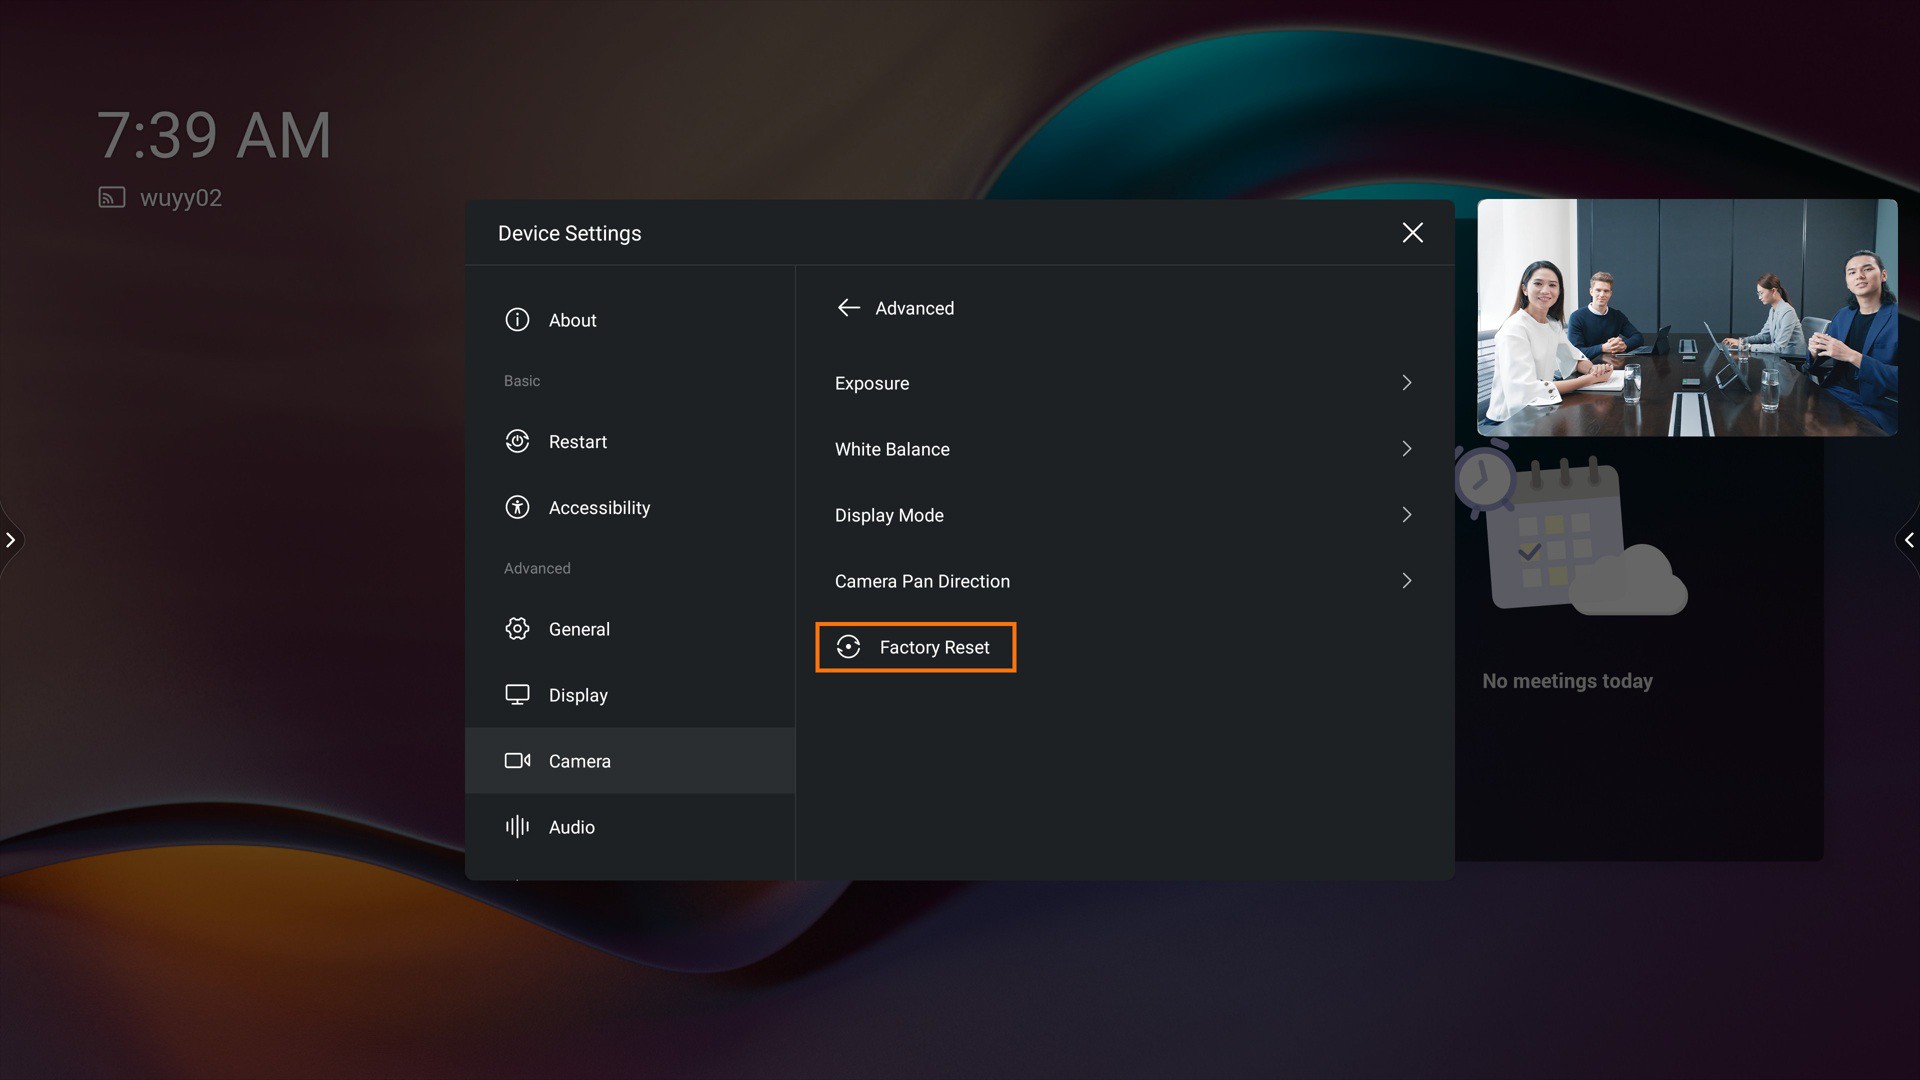 7:39 AM
wuyy02
Device Settings
About
Basic
Restart
Accessibility
Advanced
General
Display
Camera
Audio
Advanced
Exposure
White Balance
Display Mode
Camera Pan Direction
Factory Reset
No meetings today